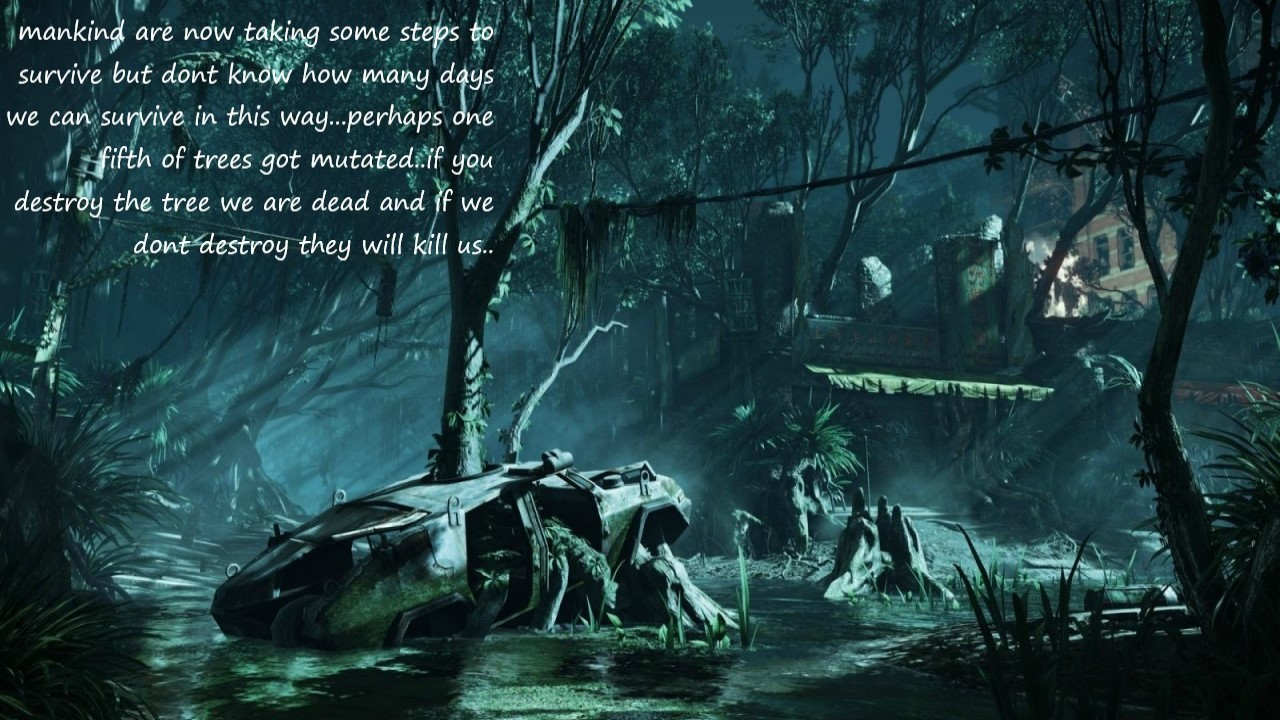 mankind are now taking some steps to
survive but dont know how many days
we can survive in this way...perhaps one
fifth of trees got mutated..if you
destroy the tree we are dead and if we
dont destroy they will kill us..